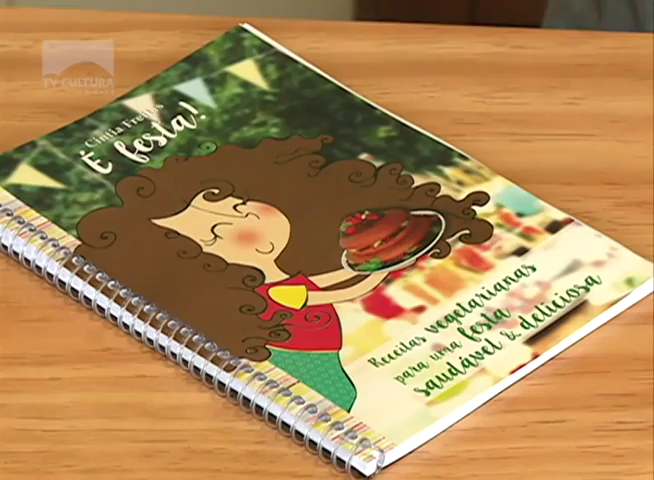 TV CULTURA
Cintia Freitas
É festa!
Receitas vegetarianas
para uma festa
saudável & deliciosa